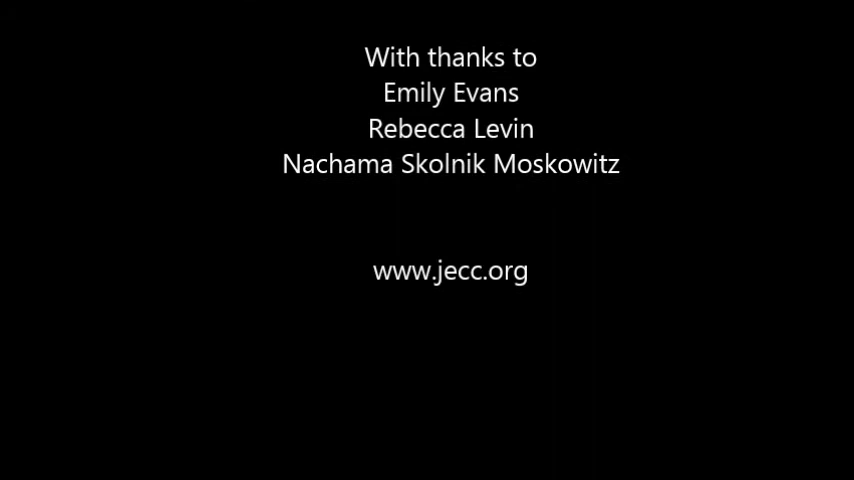 With thanks to
Emily Evans
Rebecca Levin
Nachama Skolnik Moskowitz
www.jecc.org